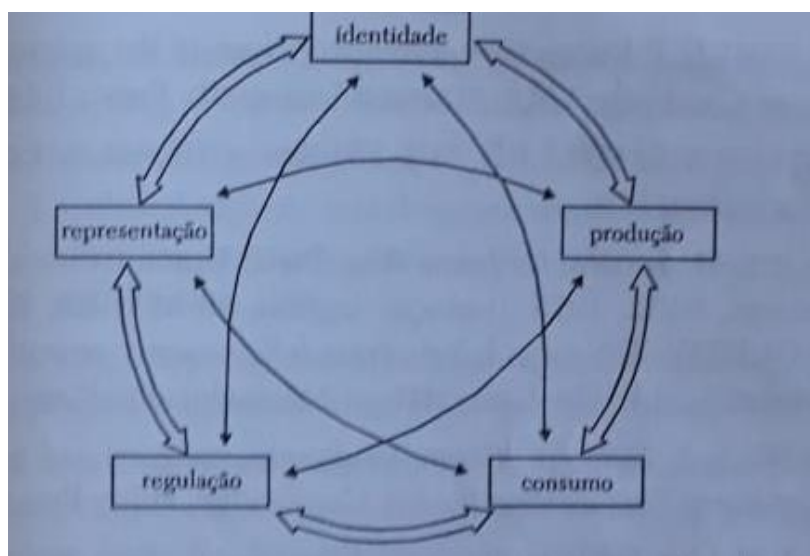 identidade
representação
produção
regulação
consumo